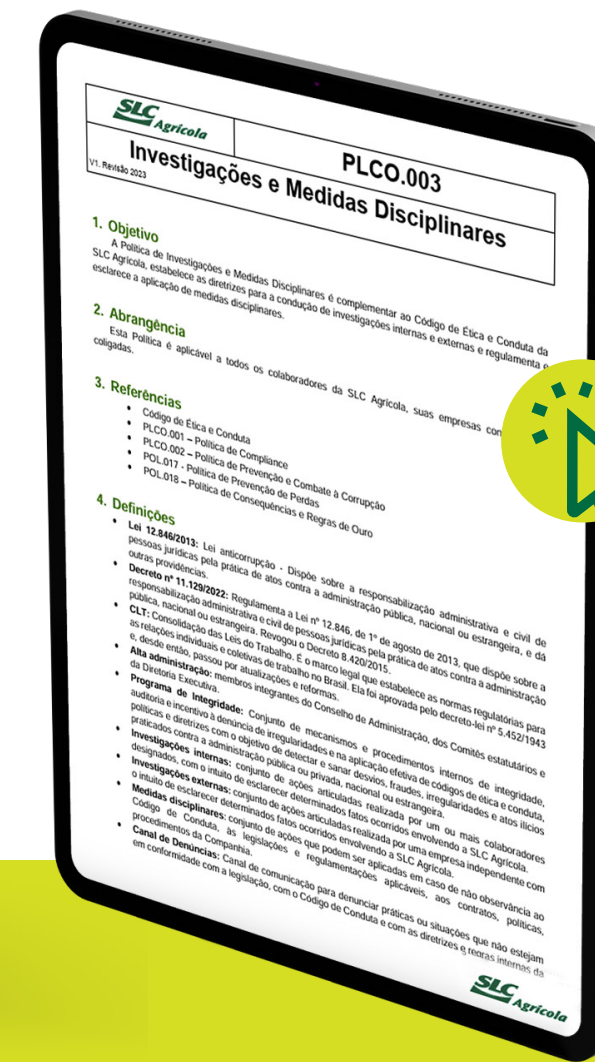 SLC
Agrícola
PLCO.003
Investigações e Medidas Disciplinares
V1. Revisão 2023
1. Objetivo
A Política de Investigações e Medidas Disciplinares é complementar ao Código de Ética e Conduta da
SLC Agrícola, estabelece as diretrizes para a condução de investigações internas e externas e regulamenta e
esclarece a aplicação de medidas disciplinares.
2. Abrangência
Esta Política é aplicável a todos os colaboradores da SLC Agrícola, suas empresas con
coligadas.
3. Referências
• Código de Ética e Conduta
• PLCO.001 – Política de Compliance
• PLCO.002 – Política de Prevenção e Combate à Corrupção
• POL.017 - Política de Prevenção de Perdas
• POL.018 – Política de Consequências e Regras de Ouro
4. Definições
• Lei 12.846/2013: Lei anticorrupção - Dispõe sobre a responsabilização administrativa e civil de
pessoas jurídicas pela prática de atos contra a administração pública, nacional ou estrangeira, e dá
outras providências.
• Decreto nº 11.129/2022: Regulamenta a Lei nº 12.846, de 1º de agosto de 2013, que dispõe sobre a
responsabilização administrativa e civil de pessoas jurídicas pela prática de atos contra a administração
pública, nacional ou estrangeira. Revogou o Decreto 8.420/2015.
• CLT: Consolidação das Leis do Trabalho. É o marco legal que estabelece as normas regulatórias para
as relações individuais e coletivas de trabalho no Brasil. Ela foi aprovada pelo decreto-lei nº 5.452/1943
e, desde então, passou por atualizações e reformas.
• Alta administração: membros integrantes do Conselho de Administração, dos Comitês estatutários e
da Diretoria Executiva.
• Programa de Integridade: Conjunto de mecanismos e procedimentos internos de integridade,
auditoria e incentivo à denúncia de irregularidades e na aplicação efetiva de códigos de ética e conduta,
políticas e diretrizes com o objetivo de detectar e sanar desvios, fraudes, irregularidades e atos ilícitos
praticados contra a administração pública ou privada, nacional ou estrangeira.
• Investigações internas: conjunto de ações articuladas realizada por um ou mais colaboradores
designados, com o intuito de esclarecer determinados fatos ocorridos envolvendo a SLC Agrícola.
• Investigações externas: conjunto de ações articuladas realizada por uma empresa independente com
o intuito de esclarecer determinados fatos ocorridos envolvendo a SLC Agrícola.
• Medidas disciplinares: conjunto de ações que podem ser aplicadas em caso de não observância ao
Código de Conduta, às legislações e regulamentações aplicáveis, aos contratos, políticas,
procedimentos da Companhia.
• Canal de Denúncias: Canal de comunicação para denunciar práticas ou situações que não estejam
em conformidade com a legislação, com o Código de Conduta e com as diretrizes e regras internas da
SLC
Agrícola